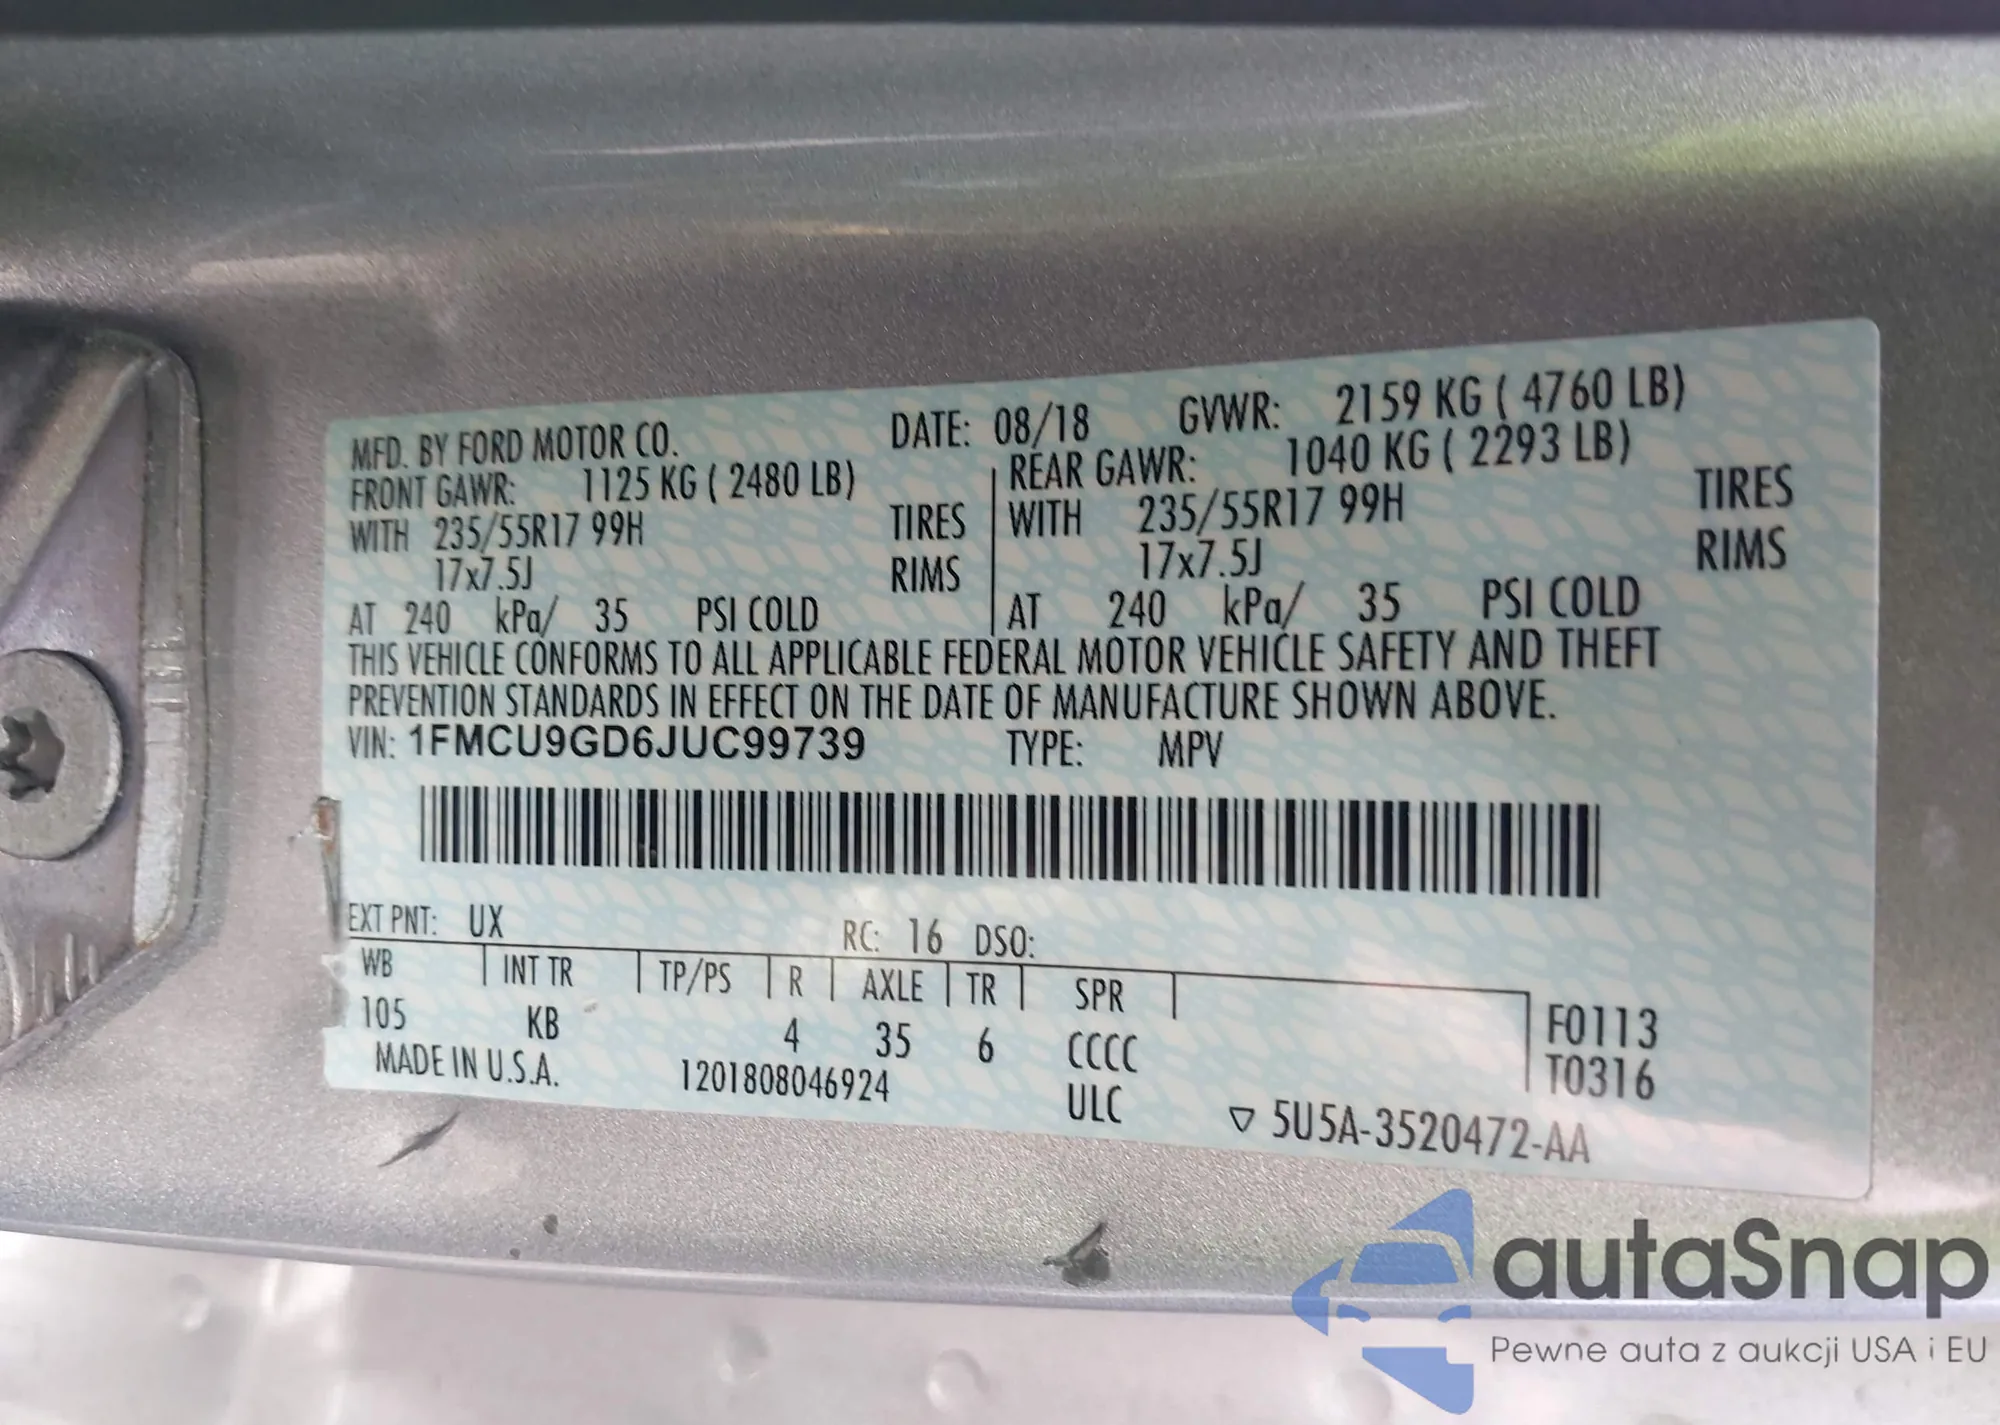 MFD. BY FORD MOTOR CO. DATE: 08/18 GVWR: 2159 KG ( 4760 LB)
FRONT GAWR: 1125 KG ( 2480 LB) REAR GAWR: 1040 KG ( 2293 LB)
WITH 235/55R17 99H TIRES WITH 235/55R17 99H TIRES
17x7.5J RIMS 17x7.5J RIMS
AT 240 kPa/ 35 PSI COLD AT 240 kPa/ 35 PSI COLD
THIS VEHICLE CONFORMS TO ALL APPLICABLE FEDERAL MOTOR VEHICLE SAFETY AND THEFT
PREVENTION STANDARDS IN EFFECT ON THE DATE OF MANUFACTURE SHOWN ABOVE.
VIN: 1FMCU9GD6JUC99739 TYPE: MPV
EXT PNT: UX RC: 16 DSO:
WB INT TR TP/PS R AXLE TR SPR F0113
105 KB 4 35 6 CCCC T0316
MADE IN U.S.A. 1201808046924 ULC ▽ 5U5A-3520472-AA
autaSnap
Pewne auta z aukcji USA i EU